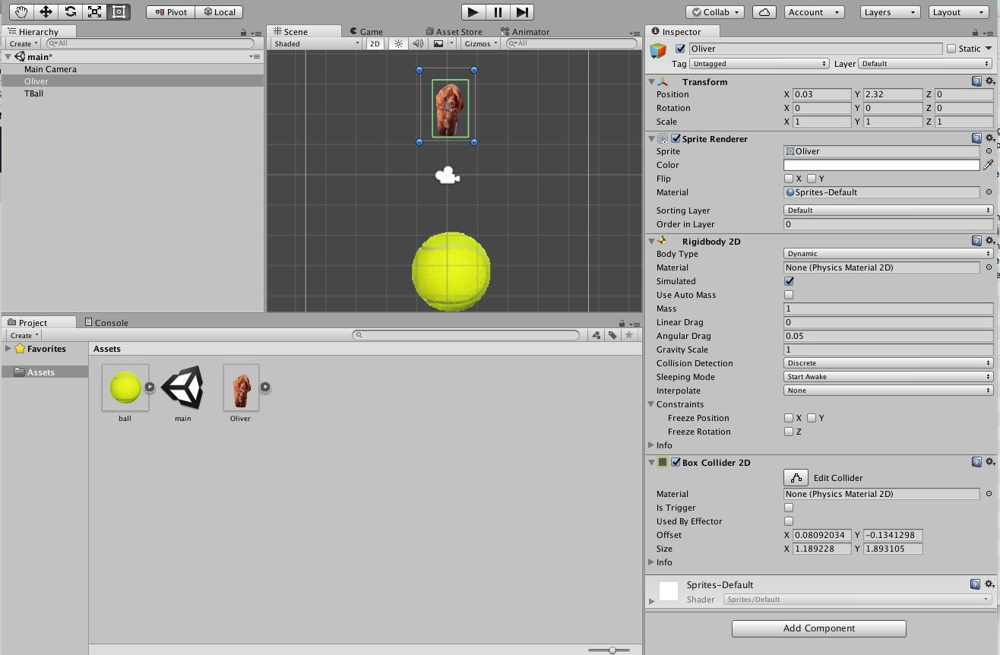 Pivot Local Collab Account Layers Layout
Hierarchy
Create All
main*
Main Camera
Oliver
TBall
Scene Game Asset Store Animator
Shaded 2D Gizmos All
Inspector
Oliver Static
Tag Untagged Layer Default
Transform
Position X 0.03 Y 2.32 Z 0
Rotation X 0 Y 0 Z 0
Scale X 1 Y 1 Z 1
Sprite Renderer
Sprite Oliver
Color
Flip X Y
Material Sprites-Default
Sorting Layer Default
Order in Layer 0
Rigidbody 2D
Body Type Dynamic
Material None (Physics Material 2D)
Simulated
Use Auto Mass
Mass 1
Linear Drag 0
Angular Drag 0.05
Gravity Scale 1
Collision Detection Discrete
Sleeping Mode Start Awake
Interpolate None
Constraints
Freeze Position X Y
Freeze Rotation Z
Info
Box Collider 2D
Edit Collider
Material None (Physics Material 2D)
Is Trigger
Used By Effector
Offset X 0.08092034 Y -0.1341298
Size X 1.189228 Y 1.893105
Info
Sprites-Default
Shader Sprites/Default
Add Component
Project Console
Create
Favorites
Assets
Assets
ball main Oliver